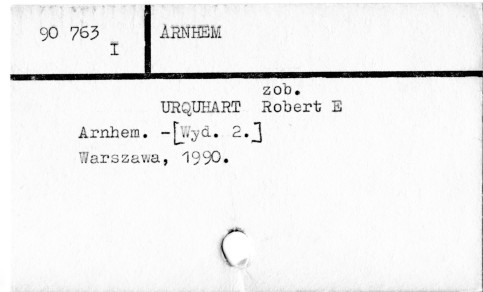 90 763 ARNHEM
I
zob.
URQUHART Robert E
Arnhem. -[Wyd. 2.]
Warszawa, 1990.